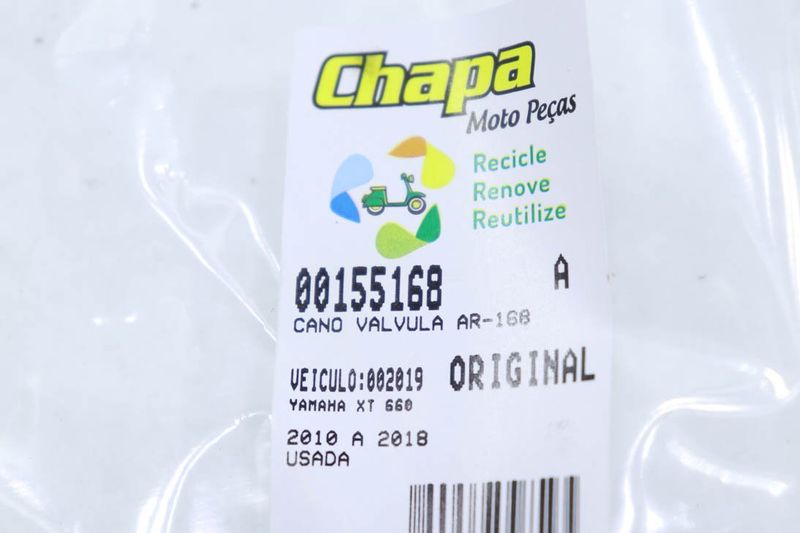 Chapa
Moto Peças
Recicle
Renove
Reutilize
00155168 A
CANO VALVULA AR-168
VEICULO:002019 ORIGINAL
YAMAHA XT 660
2010 A 2018
USADA